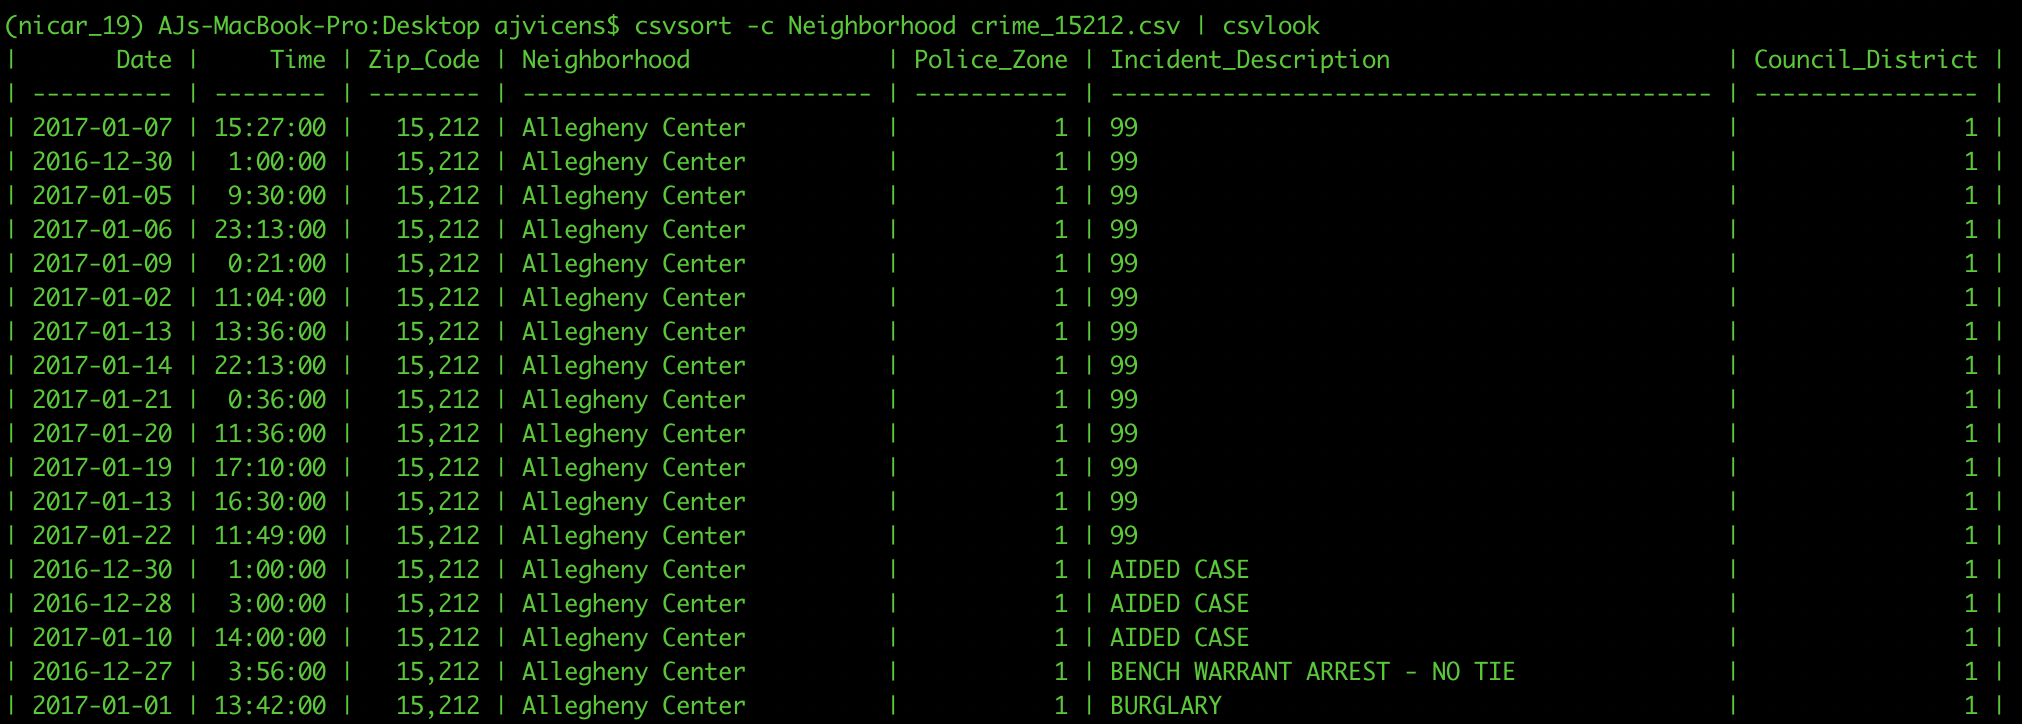 (nicar_19) AJs-MacBook-Pro:Desktop ajvicens$ csvsort -c Neighborhood crime_15212.csv | csvlook
|       Date |     Time | Zip_Code | Neighborhood              | Police_Zone | Incident_Description                        | Council_District |
| ---------- | -------- | -------- | ------------------------- | ----------- | ------------------------------------------- | ---------------- |
| 2017-01-07 | 15:27:00 |   15,212 | Allegheny Center          |           1 | 99                                          |                1 |
| 2016-12-30 |  1:00:00 |   15,212 | Allegheny Center          |           1 | 99                                          |                1 |
| 2017-01-05 |  9:30:00 |   15,212 | Allegheny Center          |           1 | 99                                          |                1 |
| 2017-01-06 | 23:13:00 |   15,212 | Allegheny Center          |           1 | 99                                          |                1 |
| 2017-01-09 |  0:21:00 |   15,212 | Allegheny Center          |           1 | 99                                          |                1 |
| 2017-01-02 | 11:04:00 |   15,212 | Allegheny Center          |           1 | 99                                          |                1 |
| 2017-01-13 | 13:36:00 |   15,212 | Allegheny Center          |           1 | 99                                          |                1 |
| 2017-01-14 | 22:13:00 |   15,212 | Allegheny Center          |           1 | 99                                          |                1 |
| 2017-01-21 |  0:36:00 |   15,212 | Allegheny Center          |           1 | 99                                          |                1 |
| 2017-01-20 | 11:36:00 |   15,212 | Allegheny Center          |           1 | 99                                          |                1 |
| 2017-01-19 | 17:10:00 |   15,212 | Allegheny Center          |           1 | 99                                          |                1 |
| 2017-01-13 | 16:30:00 |   15,212 | Allegheny Center          |           1 | 99                                          |                1 |
| 2017-01-22 | 11:49:00 |   15,212 | Allegheny Center          |           1 | 99                                          |                1 |
| 2016-12-30 |  1:00:00 |   15,212 | Allegheny Center          |           1 | AIDED CASE                                  |                1 |
| 2016-12-28 |  3:00:00 |   15,212 | Allegheny Center          |           1 | AIDED CASE                                  |                1 |
| 2017-01-10 | 14:00:00 |   15,212 | Allegheny Center          |           1 | AIDED CASE                                  |                1 |
| 2016-12-27 |  3:56:00 |   15,212 | Allegheny Center          |           1 | BENCH WARRANT ARREST - NO TIE               |                1 |
| 2017-01-01 | 13:42:00 |   15,212 | Allegheny Center          |           1 | BURGLARY                                    |                1 |